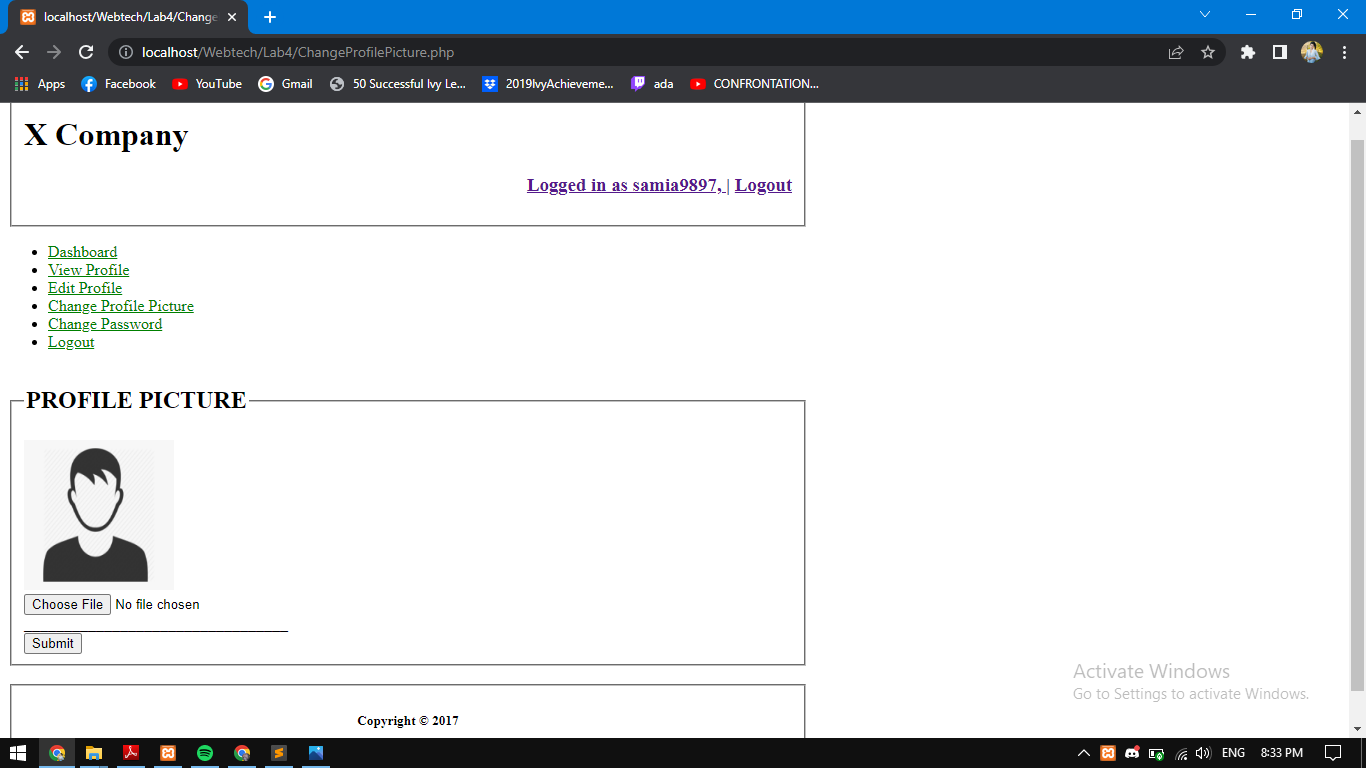 localhost/Webtech/Lab4/Change
localhost/Webtech/Lab4/ChangeProfilePicture.php
Apps Facebook YouTube Gmail 50 Successful Ivy Le... 2019IvyAchieveme... ada CONFRONTATION...
X Company
Logged in as samia9897, | Logout
Dashboard
View Profile
Edit Profile
Change Profile Picture
Change Password
Logout
PROFILE PICTURE
Choose File No file chosen
Submit
Activate Windows
Go to Settings to activate Windows.
Copyright © 2017
ENG 8:33 PM